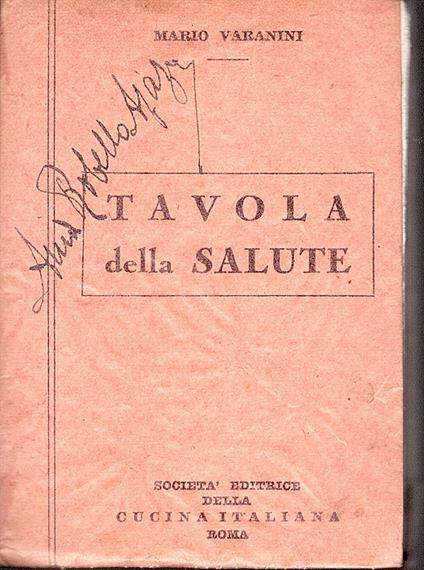 MARIO VARANINI
TAVOLA
della SALUTE
SOCIETA' EDITRICE
DELLA
CUCINA ITALIANA
ROMA